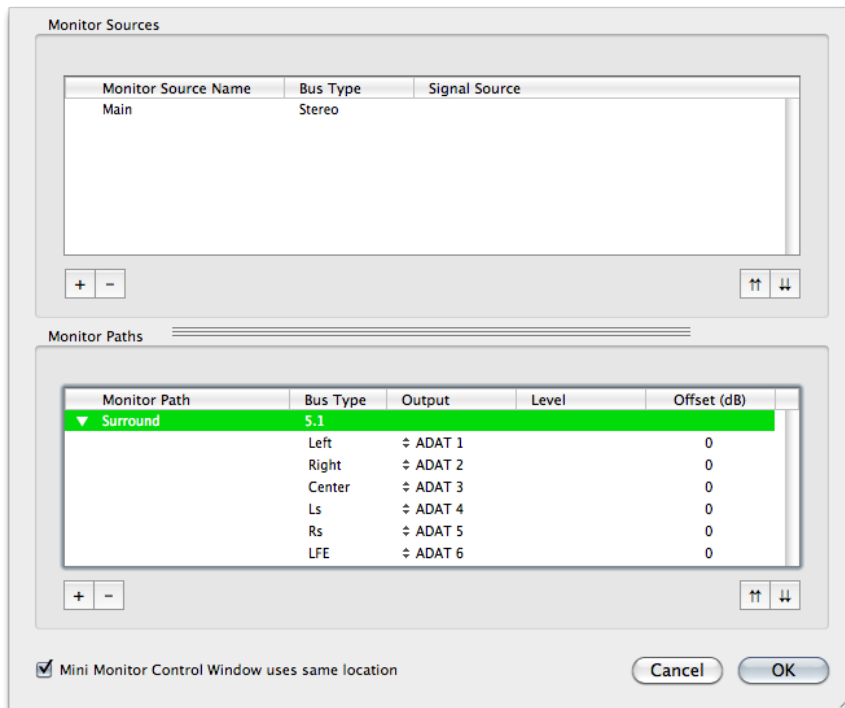 Monitor Sources
Monitor Source Name Bus Type Signal Source
Main Stereo
+ -
Monitor Paths
Monitor Path Bus Type Output Level Offset (dB)
Surround 5.1
Left ADAT 1 0
Right ADAT 2 0
Center ADAT 3 0
Ls ADAT 4 0
Rs ADAT 5 0
LFE ADAT 6 0
+ -
Mini Monitor Control Window uses same location Cancel OK